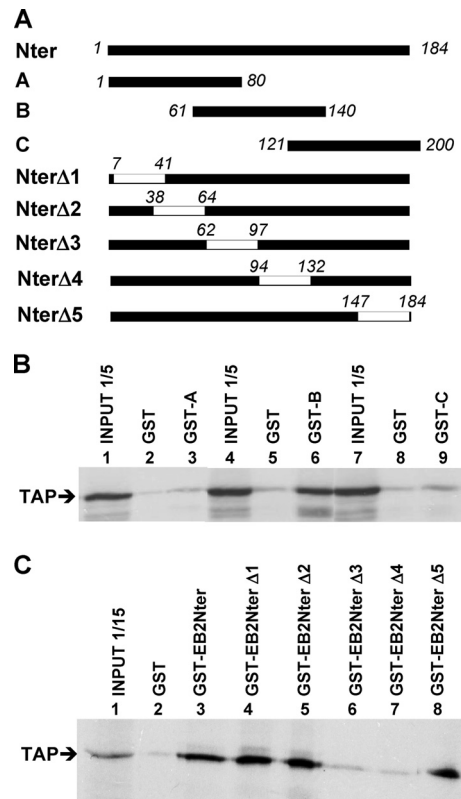 A
Nter 1 184
A 1 80
B 61 140
C 121 200
NterΔ1 7 41
NterΔ2 38 64
NterΔ3 62 97
NterΔ4 94 132
NterΔ5 147 184
B
INPUT 1/5 GST GST-A INPUT 1/5 GST GST-B INPUT 1/5 GST GST-C
1 2 3 4 5 6 7 8 9
TAP→
C
INPUT 1/15 GST GST-EB2Nter GST-EB2Nter Δ1 GST-EB2Nter Δ2 GST-EB2Nter Δ3 GST-EB2Nter Δ4 GST-EB2Nter Δ5
1 2 3 4 5 6 7 8
TAP→